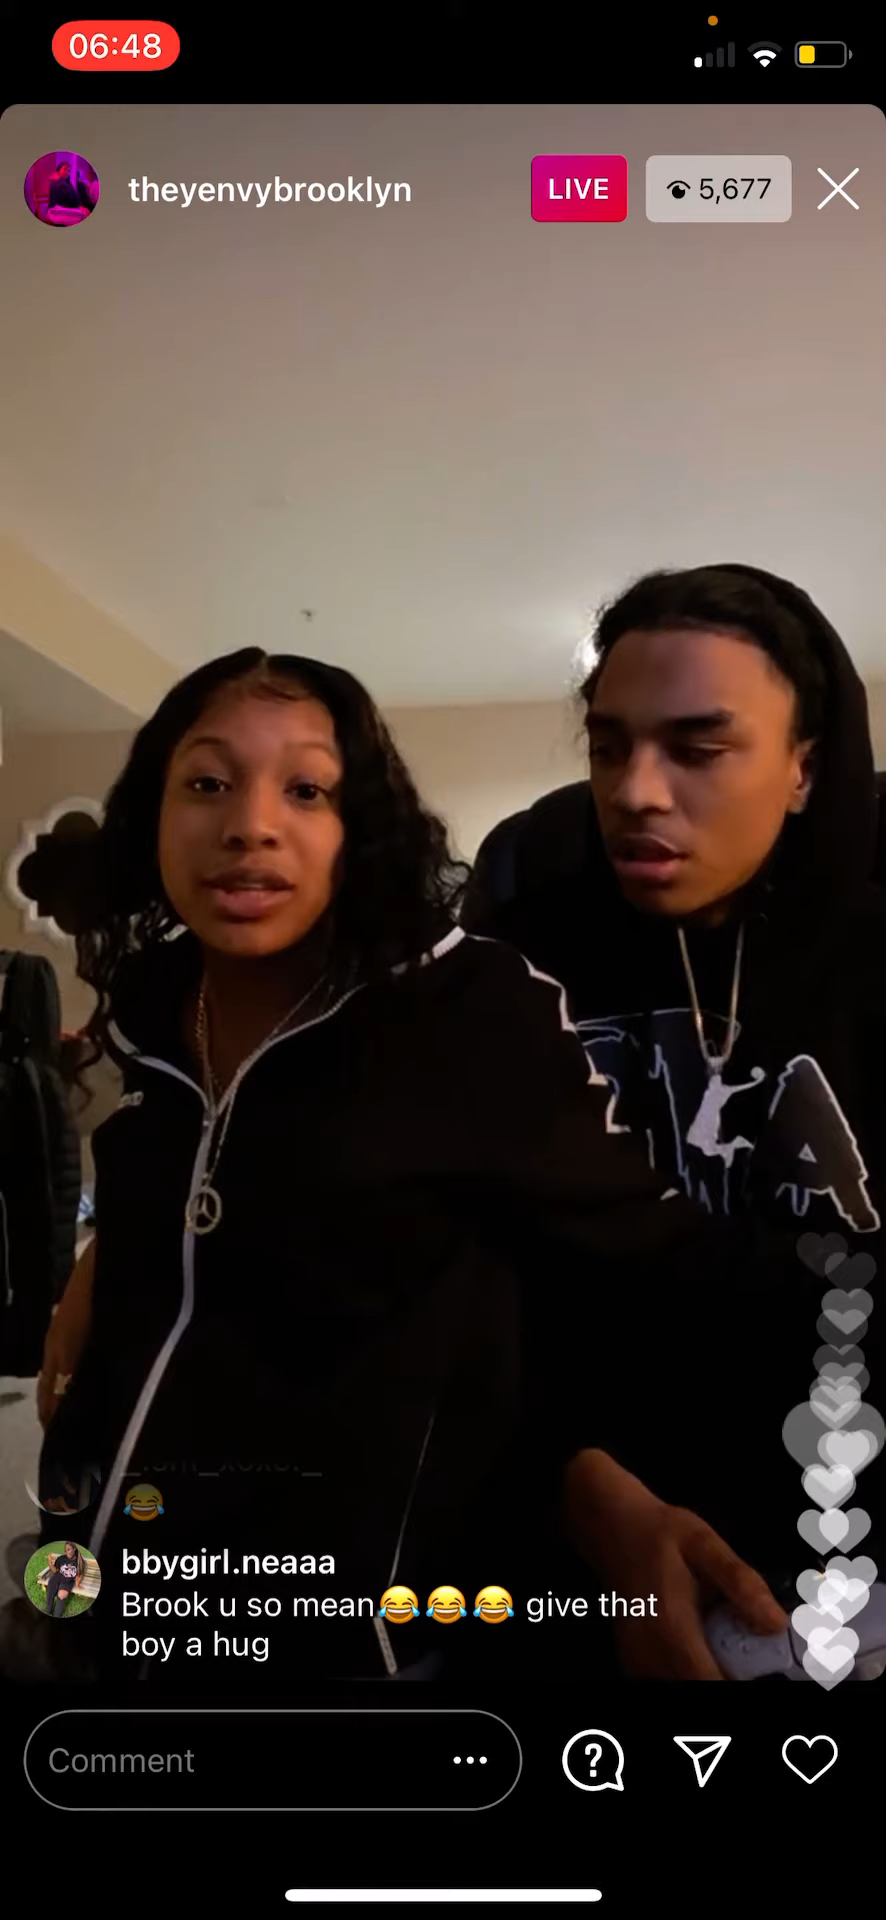 06:48
theyenvybrooklyn
LIVE
5,677
😂
bbygirl.neaaa
Brook u so mean😂😂😂 give that
boy a hug
Comment